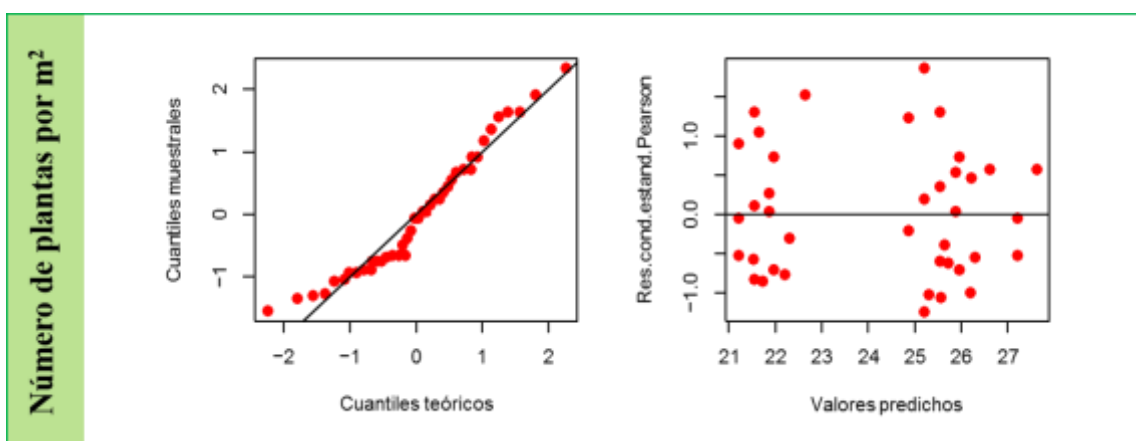 Número de plantas por m²
Cuantiles muestrales
2
1
0
−1
−2 −1 0 1 2
Cuantiles teóricos
Res.cond.estand.Pearson
1.0
0.0
−1.0
21 22 23 24 25 26 27
Valores predichos